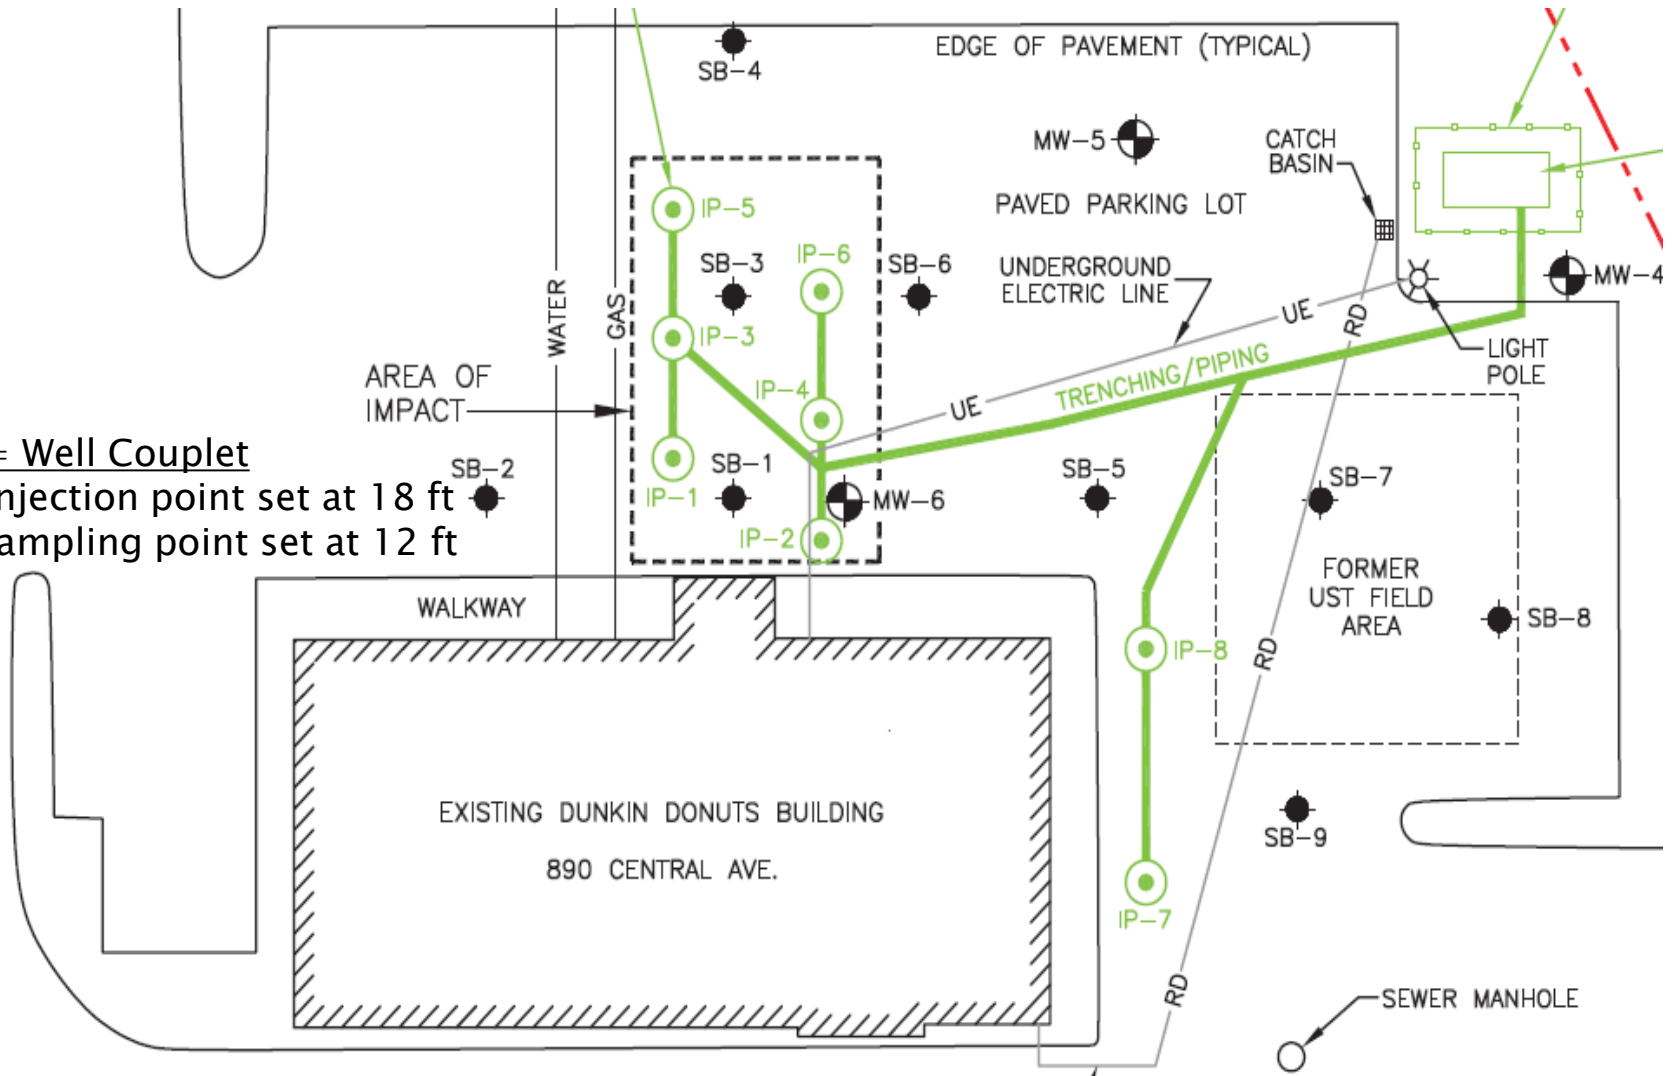 EDGE OF PAVEMENT (TYPICAL)
SB-4
MW-5
CATCH
BASIN
IP-5
PAVED PARKING LOT
IP-6
SB-3
SB-6
UNDERGROUND
ELECTRIC LINE
MW-4
WATER
GAS
UE
RD
IP-3
LIGHT
POLE
TRENCHING/PIPING
AREA OF
IMPACT
IP-4
UE
= Well Couplet
SB-2
SB-1
SB-5
SB-7
njection point set at 18 ft
IP-1
MW-6
ampling point set at 12 ft
IP-2
FORMER
UST FIELD
AREA
WALKWAY
SB-8
IP-8
RD
EXISTING DUNKIN DONUTS BUILDING
890 CENTRAL AVE.
SB-9
IP-7
RD
SEWER MANHOLE